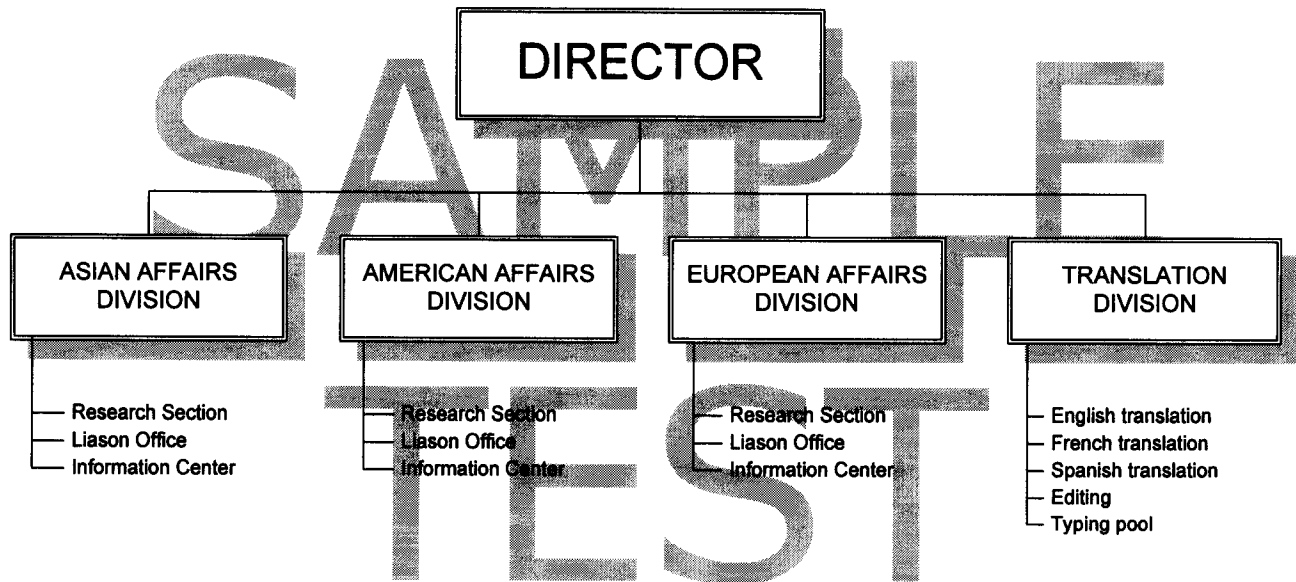 SAMPLE
TEST
DIRECTOR
ASIAN AFFAIRS
DIVISION
Research Section
Liason Office
Information Center
AMERICAN AFFAIRS
DIVISION
Research Section
Liason Office
Information Center
EUROPEAN AFFAIRS
DIVISION
Research Section
Liason Office
Information Center
TRANSLATION
DIVISION
English translation
French translation
Spanish translation
Editing
Typing pool